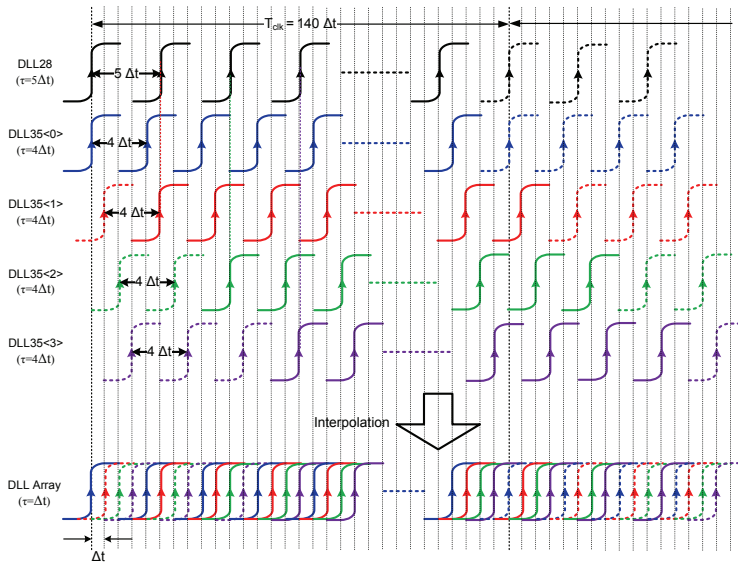 T_clk = 140 Δt
DLL28
(τ=5Δt)
5 Δt
DLL35<0>
(τ=4Δt)
4 Δt
DLL35<1>
(τ=4Δt)
4 Δt
DLL35<2>
(τ=4Δt)
4 Δt
DLL35<3>
(τ=4Δt)
4 Δt
Interpolation
DLL Array
(τ=Δt)
Δt